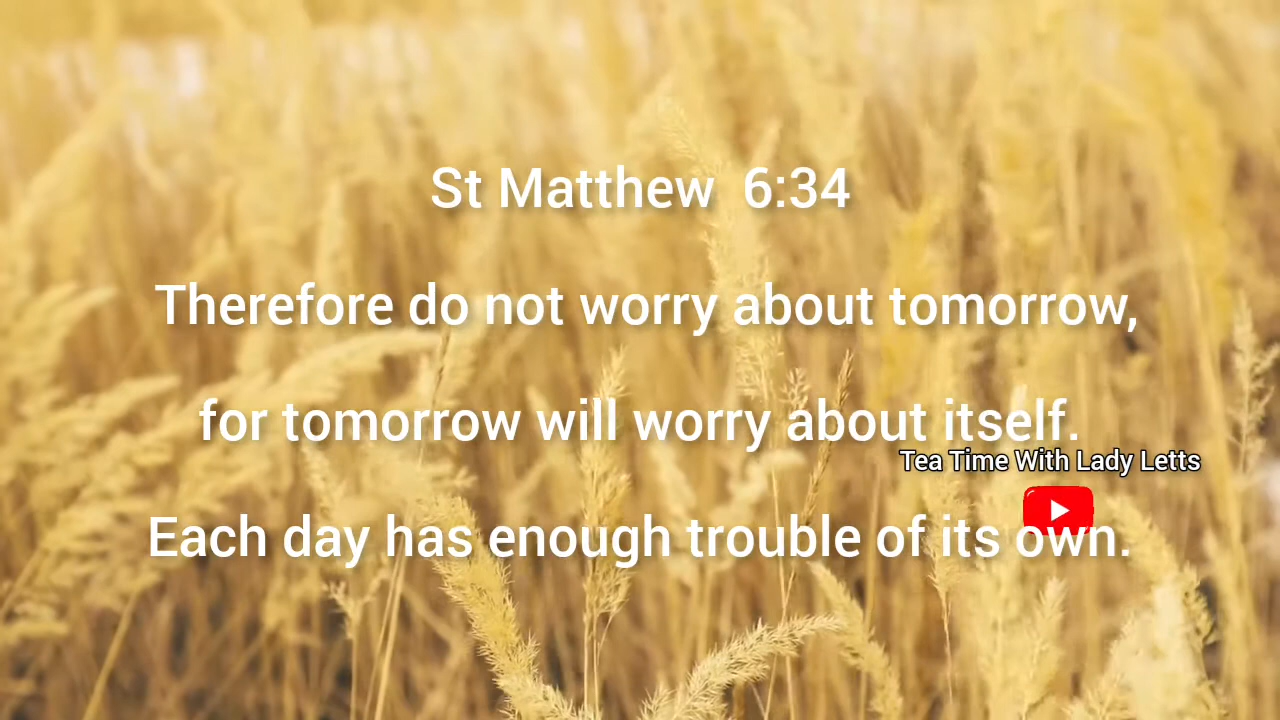 St Matthew  6:34
Therefore do not worry about tomorrow,
for tomorrow will worry about itself.
Tea Time With Lady Letts
Each day has enough trouble of its own.